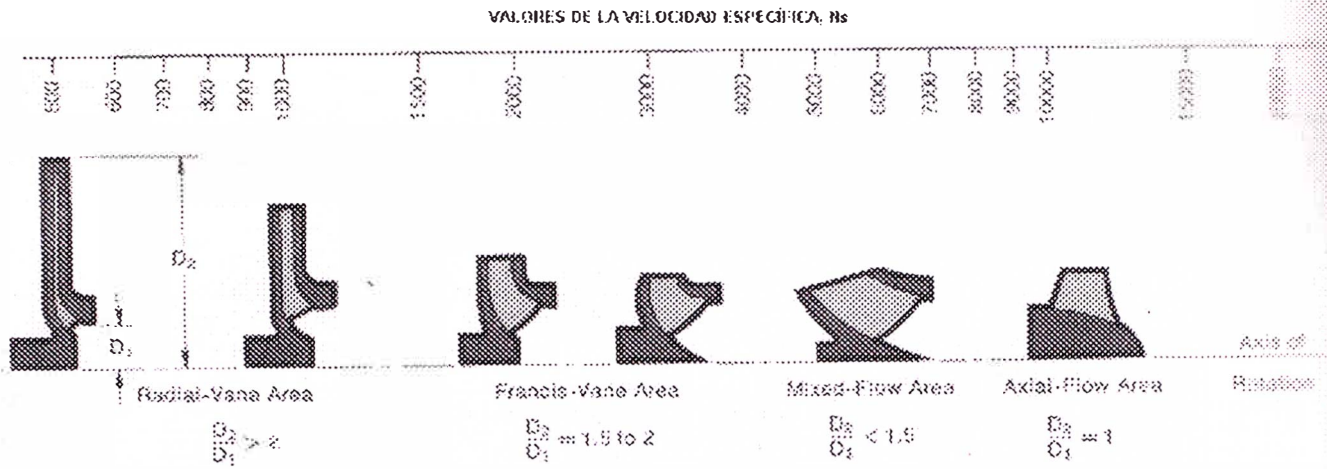 VALORES DE LA VELOCIDAD ESPECÍFICA, Ns
500 600 700 800 900 1000 1500 2000 3000 4000 5000 6000 7000 8000 9000 10000 15000
D₂
D₁
Axis of
Rotation
Radial-Vane Area Francis-Vane Area Mixed-Flow Area Axial-Flow Area
D₂/D₁ > 2 D₂/D₁ = 1.5 to 2 D₂/D₁ < 1.5 D₂/D₁ = 1